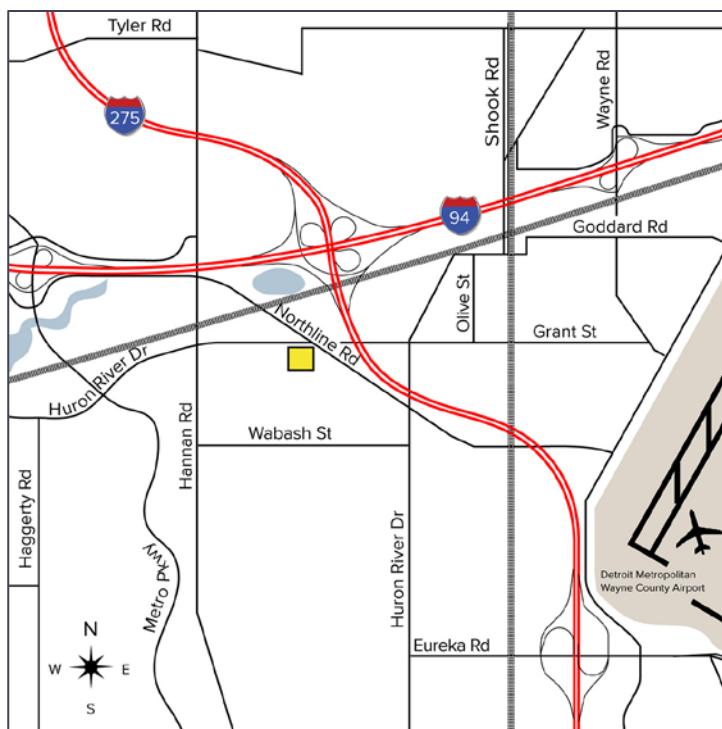 Tyler Rd
275
Shook Rd
Wayne Rd
94
Goddard Rd
Olive St
Northline Rd
Grant St
Huron River Dr
Hannan Rd
Wabash St
Haggerty Rd
Metro Pkwy
Huron River Dr
Detroit Metropolitan
Wayne County Airport
Eureka Rd
N
W
E
S